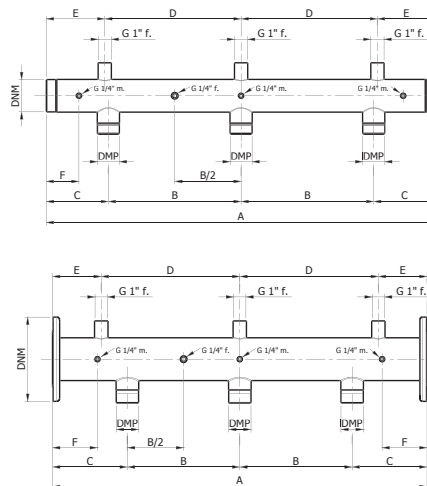 E D D E
G 1" f. G 1" f. G 1" f.
DNM
G 1/4" m. G 1/4" f. G 1/4" m. G 1/4" m.
DMP DMP DMP
F B/2
C B B C
A
E D D E
G 1" f. G 1" f. G 1" f.
DNM
G 1/4" m. G 1/4" f. G 1/4" m. G 1/4" m.
DMP DMP DMP
F B/2 F
C B B C
A